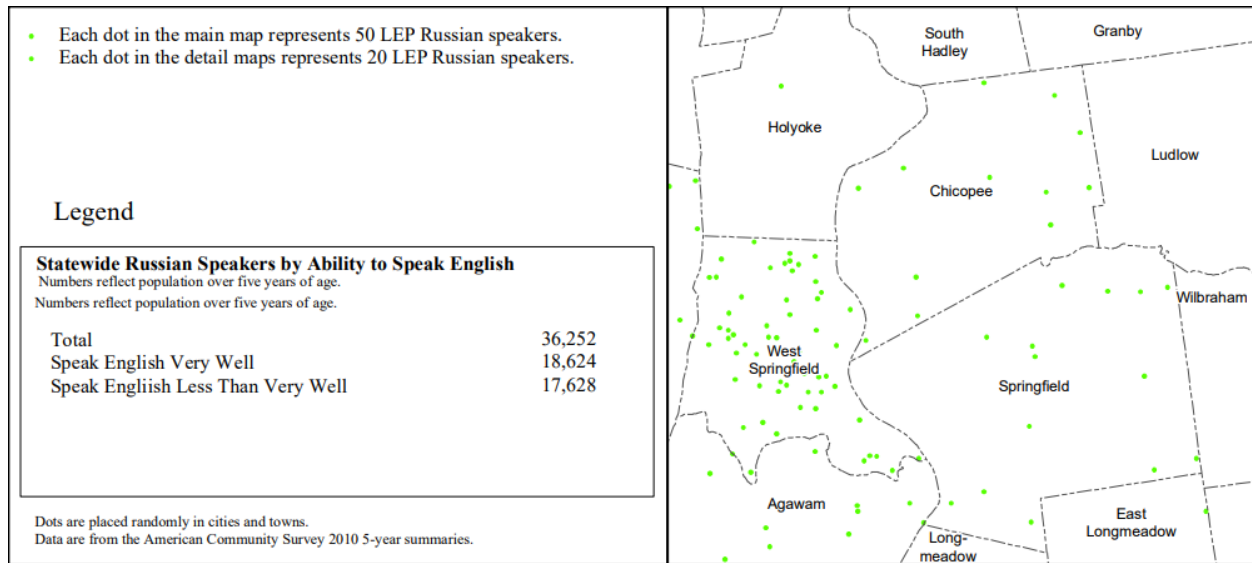 Each dot in the main map represents 50 LEP Russian speakers.
Each dot in the detail maps represents 20 LEP Russian speakers.
Legend
Statewide Russian Speakers by Ability to Speak English
Numbers reflect population over five years of age.
Numbers reflect population over five years of age.
Total 36,252
Speak English Very Well 18,624
Speak Engliish Less Than Very Well 17,628
Dots are placed randomly in cities and towns.
Data are from the American Community Survey 2010 5-year summaries.
South
Hadley
Granby
Holyoke
Ludlow
Chicopee
Wilbraham
West
Springfield
Springfield
Agawam
East
Longmeadow
Long-
meadow